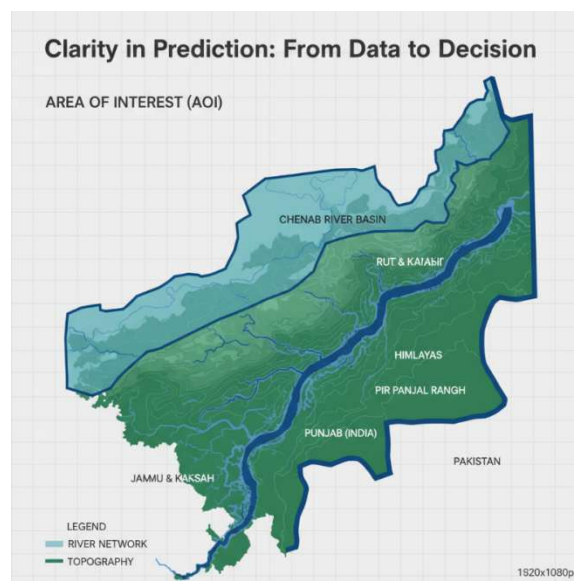 Clarity in Prediction: From Data to Decision
AREA OF INTEREST (AOI)
CHENAB RIVER BASIN
RUT &
HIMLAYAS
PIR PANJAL RANGH
PUNJAB (INDIA)
PAKISTAN
JAMMU & KAKSAH
LEGEND
RIVER NETWORK
TOPOGRAPHY
1S20x1080p